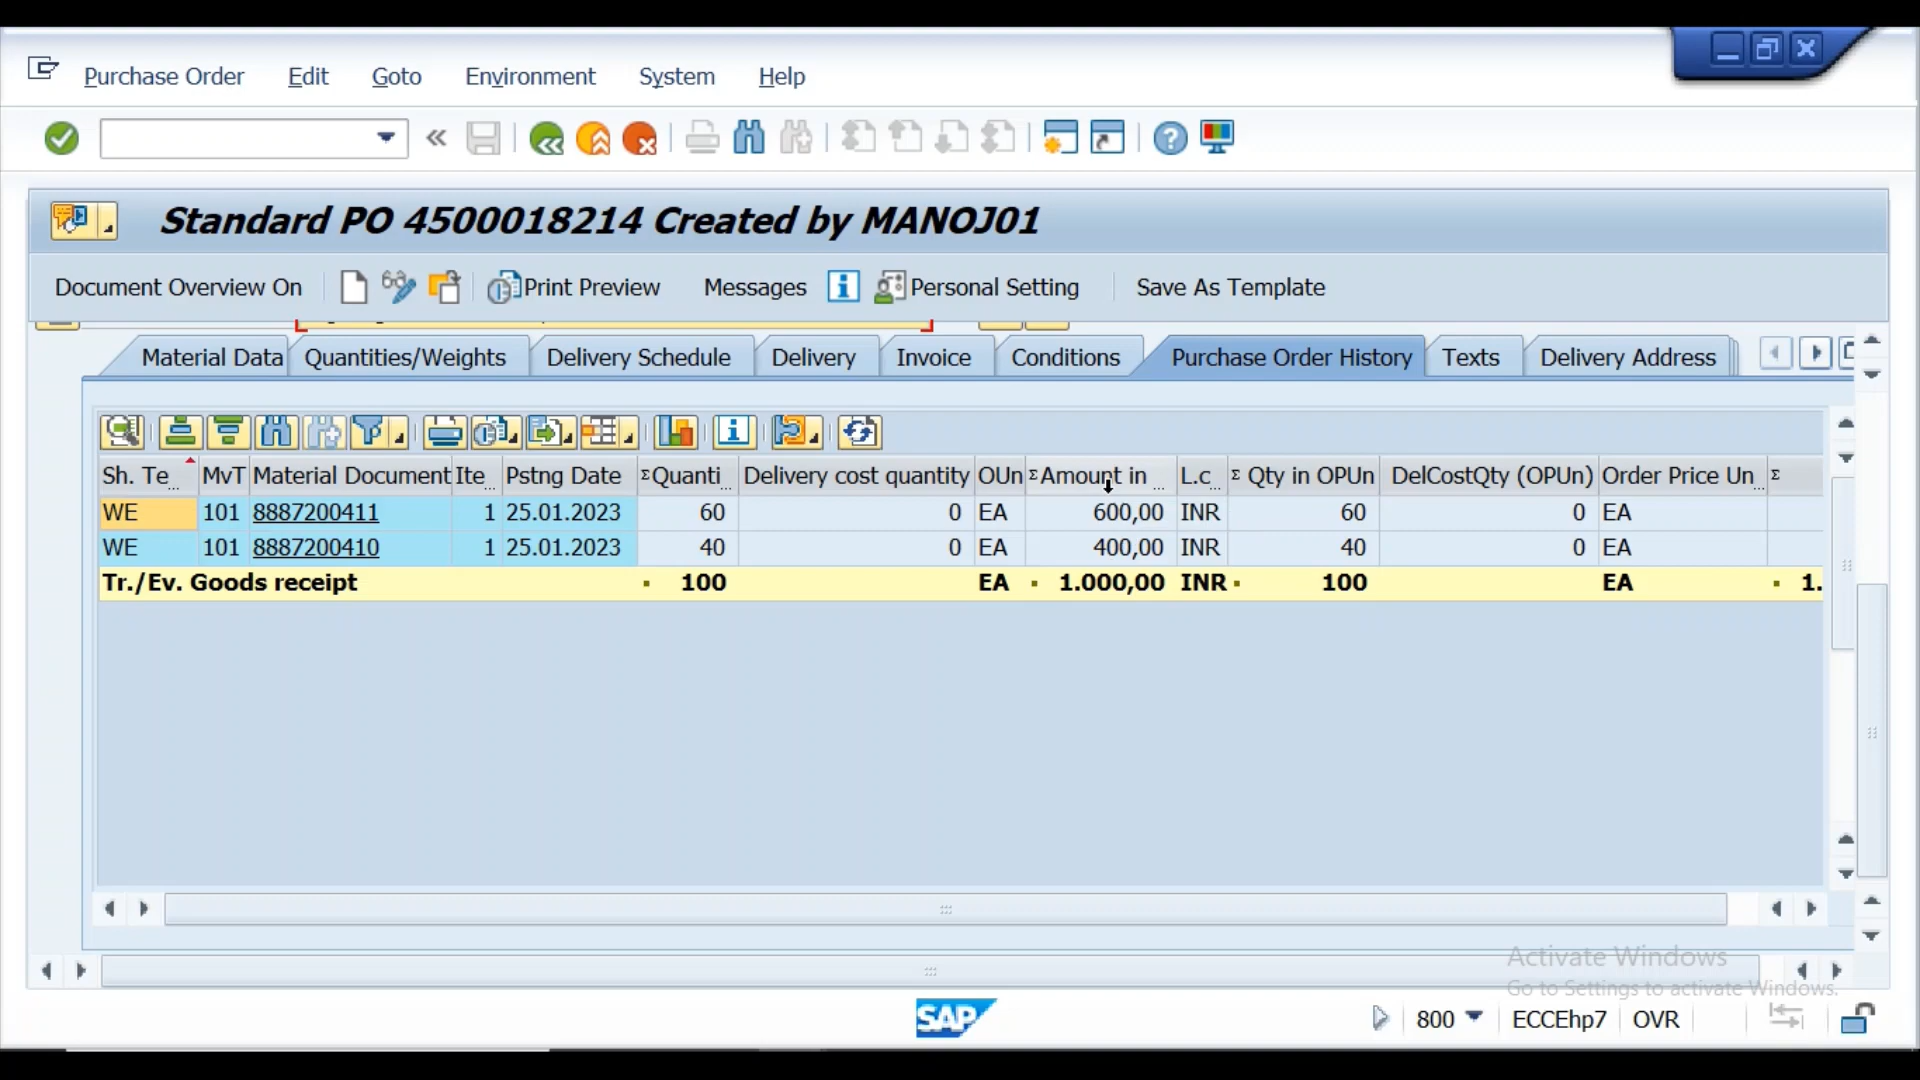 Purchase Order Edit Goto Environment System Help
Standard PO 4500018214 Created by MANOJ01
Document Overview On Print Preview Messages Personal Setting Save As Template
Material Data Quantities/Weights Delivery Schedule Delivery Invoice Conditions Purchase Order History Texts Delivery Address
Sh. Te... MvT Material Document Ite... Pstng Date Σ Quanti... Delivery cost quantity OUn Σ Amount in ... L.c... Σ Qty in OPUn DelCostQty (OPUn) Order Price Un... Σ
WE 101 8887200411 1 25.01.2023 60 0 EA 600,00 INR 60 0 EA
WE 101 8887200410 1 25.01.2023 40 0 EA 400,00 INR 40 0 EA
Tr./Ev. Goods receipt ▪ 100 EA ▪ 1.000,00 INR ▪ 100 EA ▪ 1.
Activate Windows
Go to Settings to activate Windows.
SAP 800 ECCEhp7 OVR